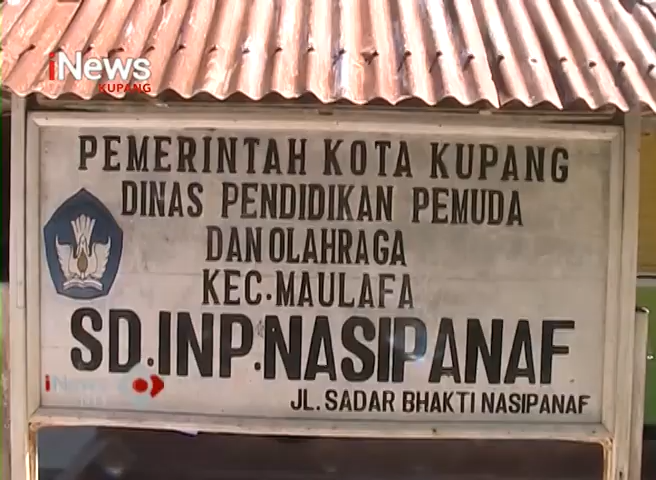 iNews
KUPANG
PEMERINTAH KOTA KUPANG
DINAS PENDIDIKAN PEMUDA
DAN OLAHRAGA
KEC. MAULAFA
SD. INP. NASIPANAF
iNews
JL. SADAR BHAKTI NASIPANAF